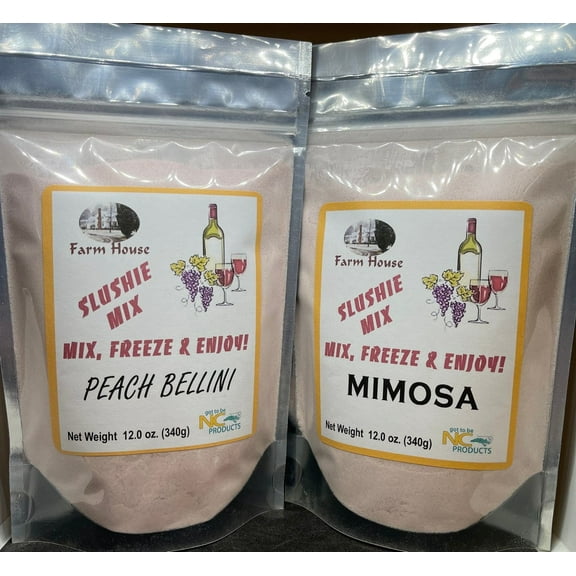 Farm House
SLUSHIE
MIX
MIX, FREEZE & ENJOY!
PEACH BELLINI
Net Weight 12.0 oz. (340g)
got to be
NC
PRODUCTS
Farm House
SLUSHIE
MIX
MIX, FREEZE & ENJOY!
MIMOSA
Net Weight 12.0 oz. (340g)
got to be
NC
PRODUCTS